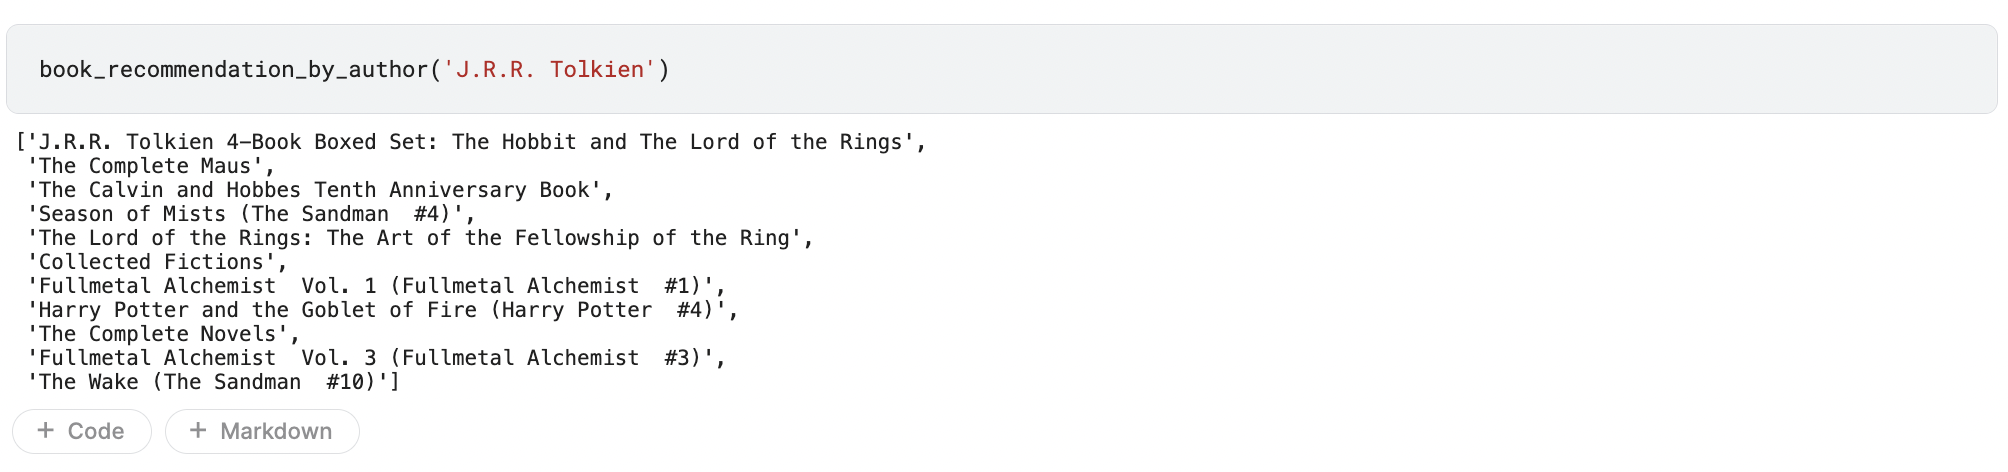 book_recommendation_by_author('J.R.R. Tolkien')
['J.R.R. Tolkien 4-Book Boxed Set: The Hobbit and The Lord of the Rings',
 'The Complete Maus',
 'The Calvin and Hobbes Tenth Anniversary Book',
 'Season of Mists (The Sandman  #4)',
 'The Lord of the Rings: The Art of the Fellowship of the Ring',
 'Collected Fictions',
 'Fullmetal Alchemist  Vol. 1 (Fullmetal Alchemist  #1)',
 'Harry Potter and the Goblet of Fire (Harry Potter  #4)',
 'The Complete Novels',
 'Fullmetal Alchemist  Vol. 3 (Fullmetal Alchemist  #3)',
 'The Wake (The Sandman  #10)']
+ Code + Markdown